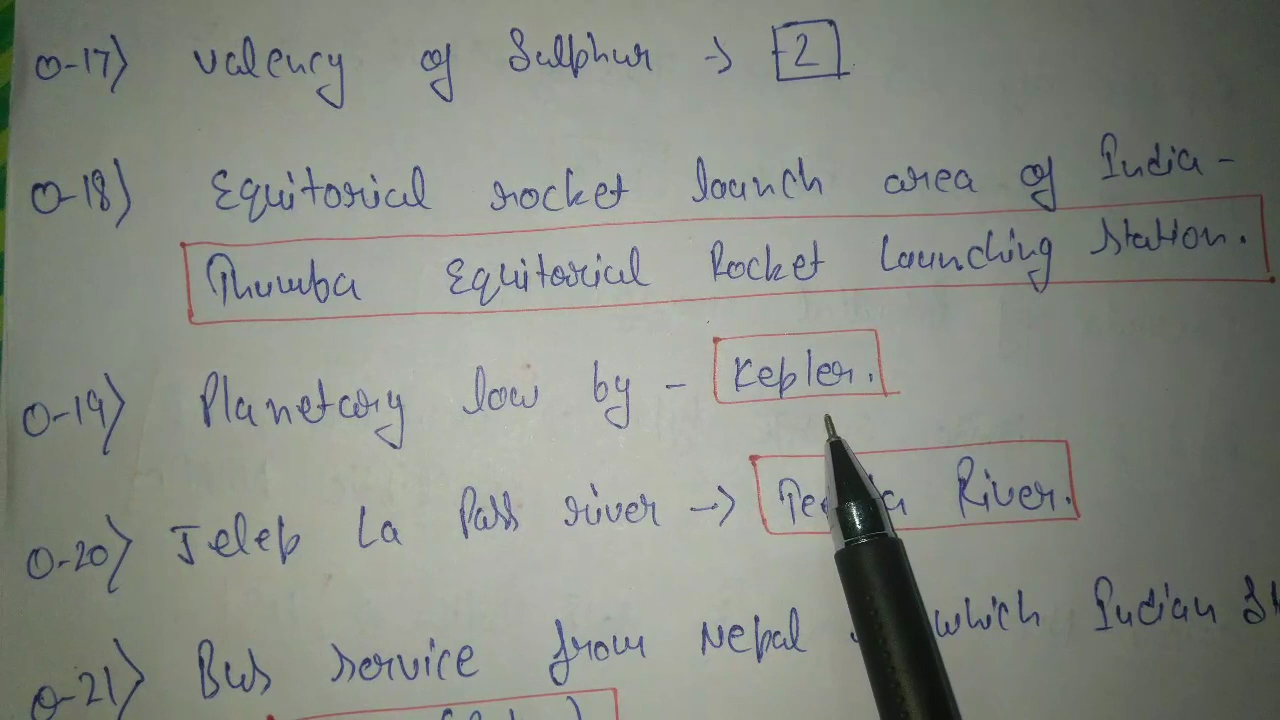 Q-17) Valency of Sulphur → 2
Q-18) Equitorial rocket launch area of India -
Thumba Equitorial Rocket Launching Station.
Q-19) Planetary law by - Kepler.
Q-20) Jelep La Pass river → River.
Q-21) Bus service from Nepal which Indian